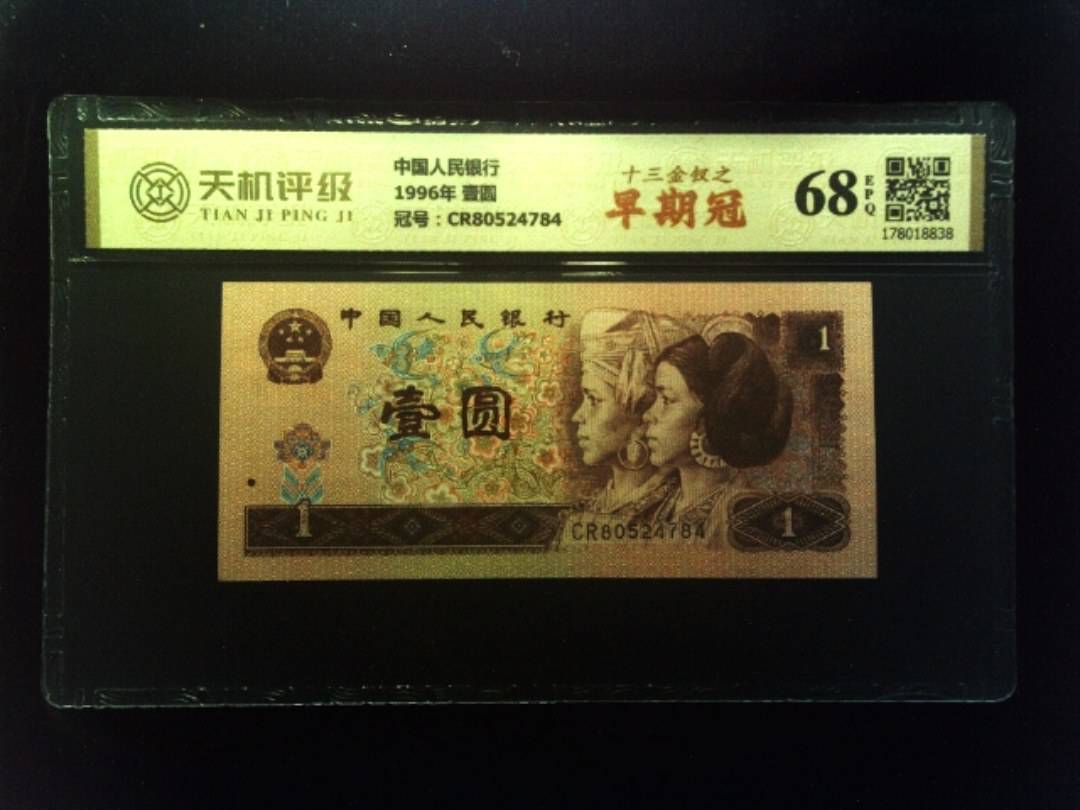 天机评级
TIAN JI PING JI
中国人民银行
1996年 壹圆
冠号：CR80524784
十三金钗之
早期冠
68
EPQ
178018838
中国人民银行
1
壹圆
1
CR80524784
1